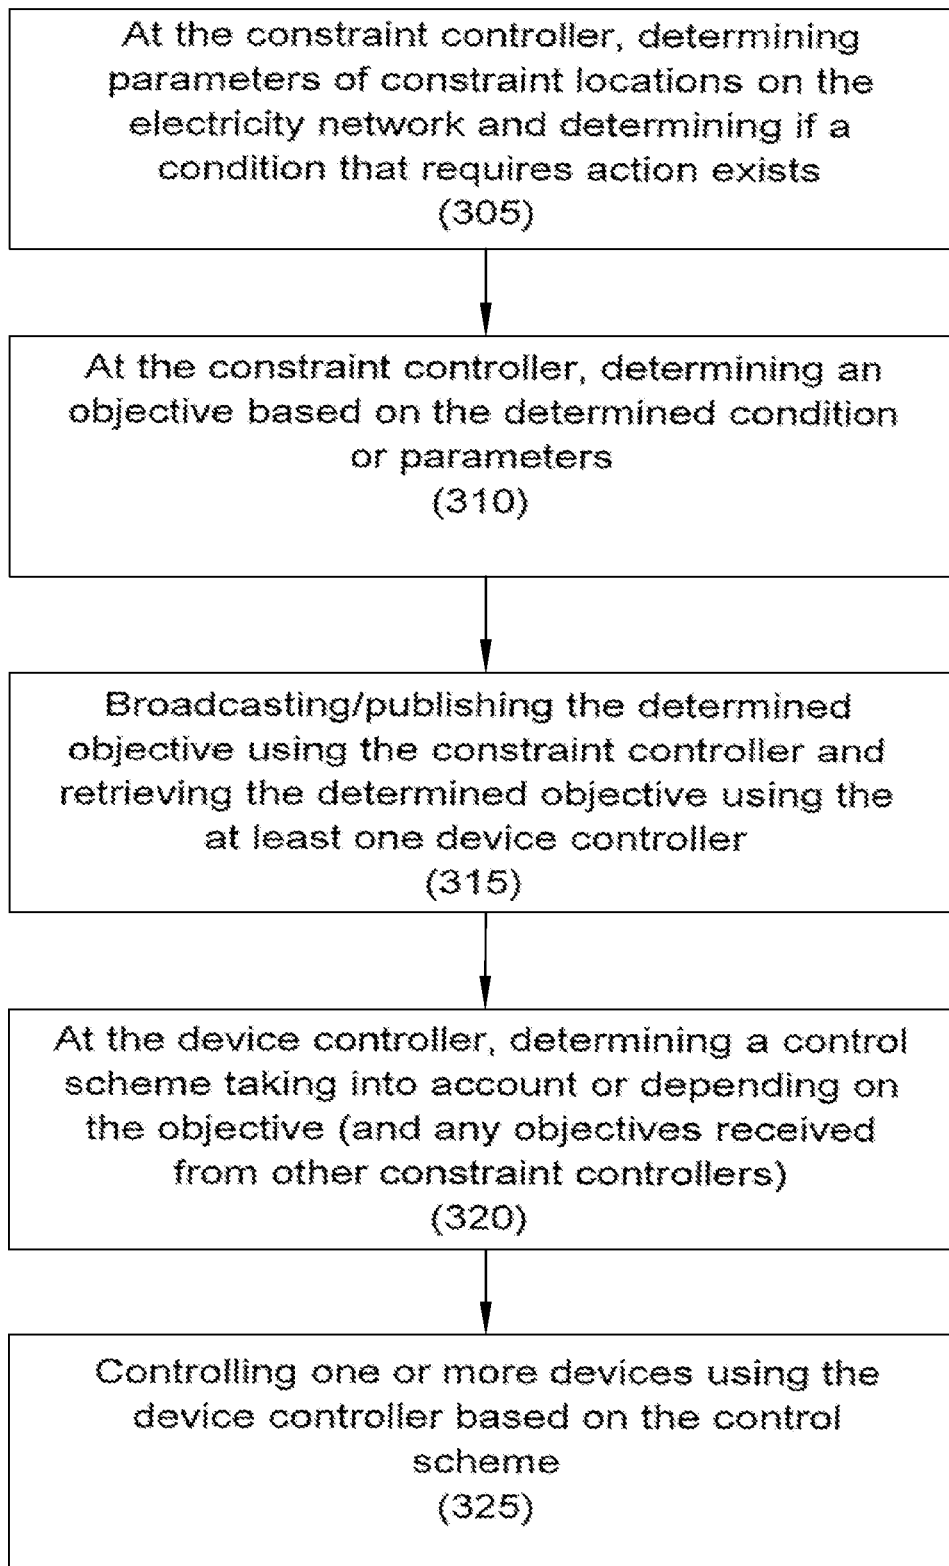 At the constraint controller, determining
parameters of constraint locations on the
electricity network and determining if a
condition that requires action exists
(305)
At the constraint controller, determining an
objective based on the determined condition
or parameters
(310)
Broadcasting/publishing the determined
objective using the constraint controller and
retrieving the determined objective using the
at least one device controller
(315)
At the device controller, determining a control
scheme taking into account or depending on
the objective (and any objectives received
from other constraint controllers)
(320)
Controlling one or more devices using the
device controller based on the control
scheme
(325)